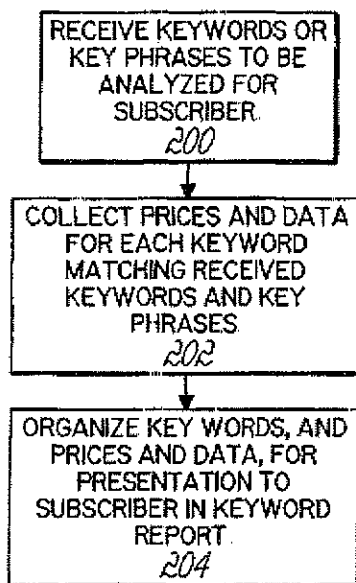 RECEIVE KEYWORDS OR
KEY PHRASES TO BE
ANALYZED FOR
SUBSCRIBER
200
COLLECT PRICES AND DATA
FOR EACH KEYWORD
MATCHING RECEIVED
KEYWORDS AND KEY
PHRASES
202
ORGANIZE KEY WORDS, AND
PRICES AND DATA, FOR
PRESENTATION TO
SUBSCRIBER IN KEYWORD
REPORT
204